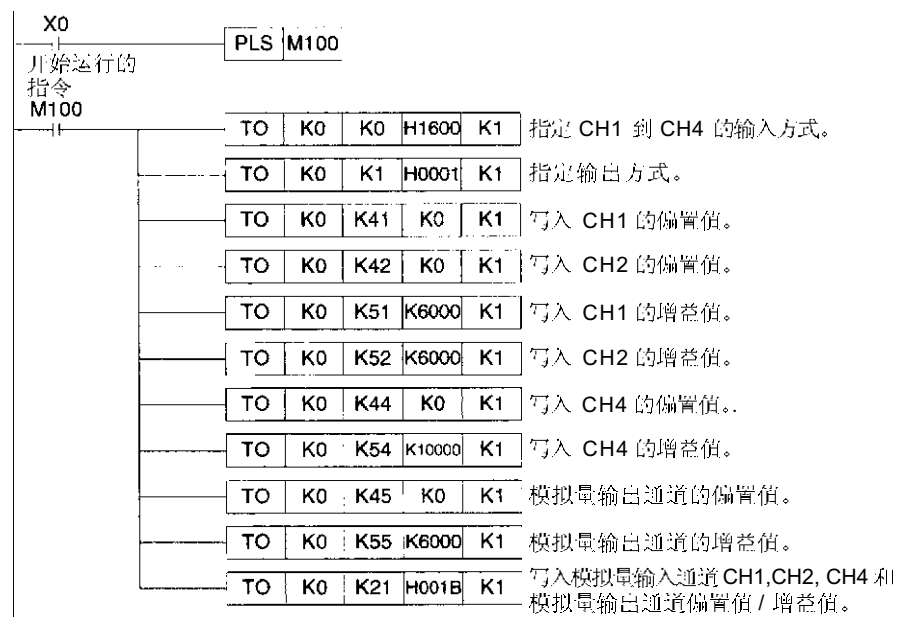 X0
PLS M100
开始运行的
指令
M100
TO K0 K0 H1600 K1 指定 CH1 到 CH4 的输入方式。
TO K0 K1 H0001 K1 指定输出方式。
TO K0 K41 K0 K1 写入 CH1 的偏置值。
TO K0 K42 K0 K1 写入 CH2 的偏置值。
TO K0 K51 K6000 K1 写入 CH1 的增益值。
TO K0 K52 K6000 K1 写入 CH2 的增益值。
TO K0 K44 K0 K1 写入 CH4 的偏置值。.
TO K0 K54 K10000 K1 写入 CH4 的增益值。
TO K0 K45 K0 K1 模拟量输出通道的偏置值。
TO K0 K55 K6000 K1 模拟量输出通道的增益值。
TO K0 K21 H001B K1 写入模拟量输入通道CH1,CH2, CH4 和
模拟量输出通道偏置值 / 增益值。